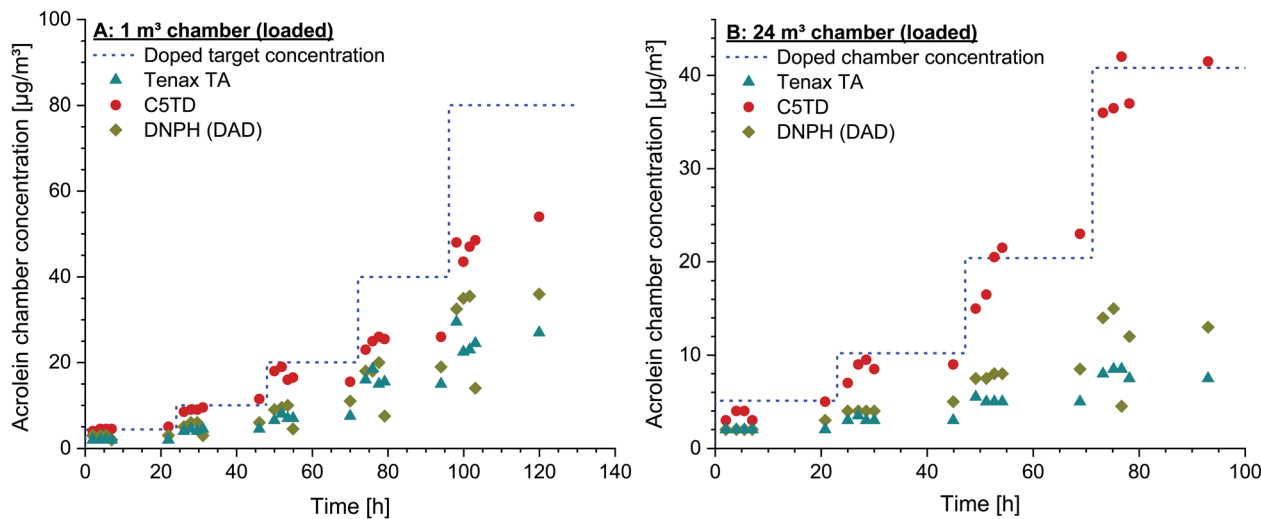 A: 1 m³ chamber (loaded)
Doped target concentration
Tenax TA
C5TD
DNPH (DAD)
Acrolein chamber concentration [µg/m³]
100
80
60
40
20
0
0 20 40 60 80 100 120 140
Time [h]
B: 24 m³ chamber (loaded)
Doped chamber concentration
Tenax TA
C5TD
DNPH (DAD)
Acrolein chamber concentration [µg/m³]
40
30
20
10
0
0 20 40 60 80 100
Time [h]